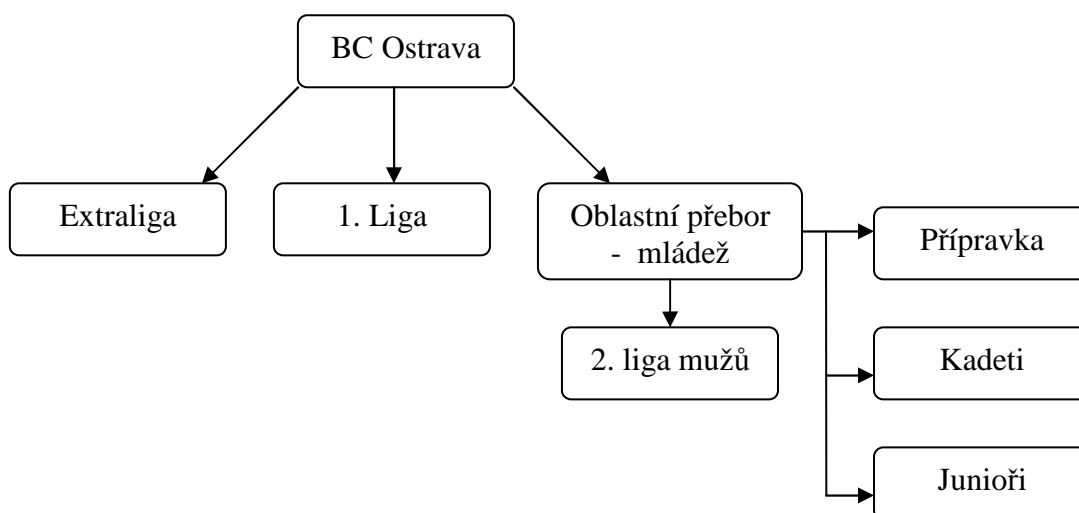 BC Ostrava
Extraliga
1. Liga
Oblastní přebor
- mládež
Přípravka
2. liga mužů
Kadeti
Junioři